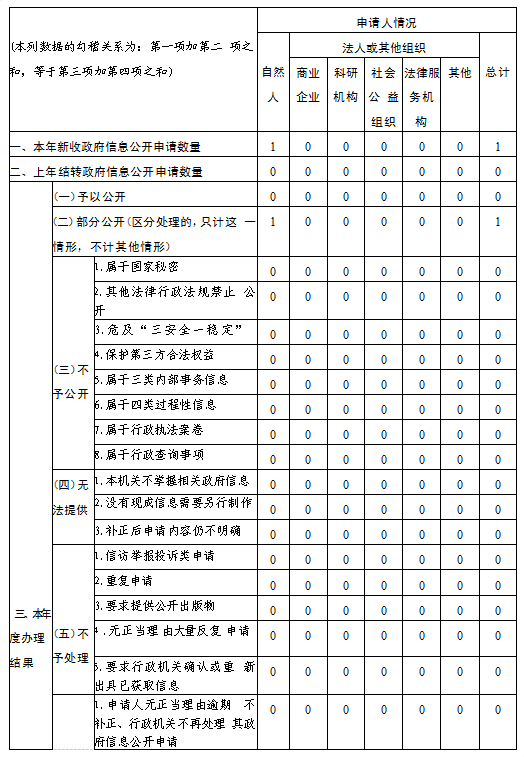 申请人情况
(本列数据的勾稽关系为：第一项加第二 项之
和，等于第三项加第四项之和)
法人或其他组织
自然
人
商业
企业
科研
机构
社会
公 益
组织
法律服
务机
构
其他
总计
一、本年新收政府信息公开申请数量 1 0 0 0 0 0 1
二、上年结转政府信息公开申请数量 0 0 0 0 0 0 0
三、本年
度办理
结果
(一)予以公开 0 0 0 0 0 0 0
(二)部分公开(区分处理的,只计这 一
情形，不计其他情形) 1 0 0 0 0 0 1
(三)不
予公开
1.属于国家秘密 0 0 0 0 0 0 0
2.其他法律行政法规禁止 公
开 0 0 0 0 0 0 0
3.危及“三安全一稳定” 0 0 0 0 0 0 0
4.保护第三方合法权益 0 0 0 0 0 0 0
5.属于三类内部事务信息 0 0 0 0 0 0 0
6.属于四类过程性信息 0 0 0 0 0 0 0
7.属于行政执法案卷 0 0 0 0 0 0 0
8.属于行政查询事项 0 0 0 0 0 0 0
(四)无
法提供
1.本机关不掌握相关政府信息 0 0 0 0 0 0 0
2.没有现成信息需要另行制作 0 0 0 0 0 0 0
3.补正后申请内容仍不明确 0 0 0 0 0 0 0
(五)不
予处理
1.信访举报投诉类申请 0 0 0 0 0 0 0
2.重复申请 0 0 0 0 0 0 0
3.要求提供公开出版物 0 0 0 0 0 0 0
4.无正当理由大量反复 申请 0 0 0 0 0 0 0
5.要求行政机关确认或重 新
出具已获取信息 0 0 0 0 0 0 0
1.申请人无正当理由逾期 不
补正、行政机关不再处理 其政
府信息公开申请 0 0 0 0 0 0 0